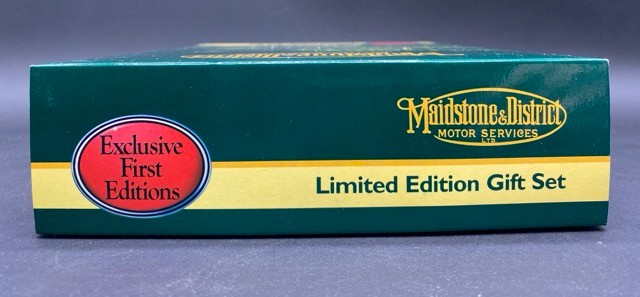 Maidstone & District
MOTOR SERVICES
LTD
Exclusive
First
Editions
Limited Edition Gift Set